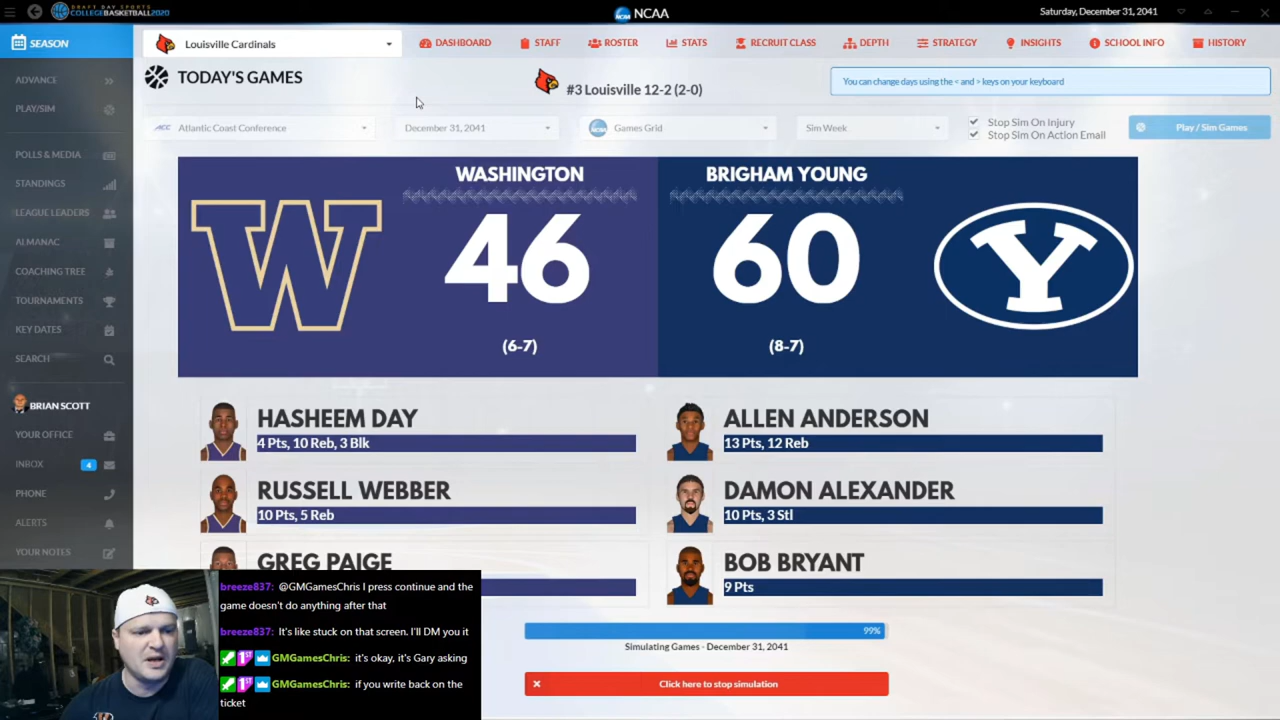 DRAFT DAY SPORTS
COLLEGE BASKETBALL 2020
NCAA
Saturday, December 31, 2041
SEASON
Louisville Cardinals
DASHBOARD
STAFF
ROSTER
STATS
RECRUIT CLASS
DEPTH
STRATEGY
INSIGHTS
SCHOOL INFO
HISTORY
ADVANCE
PLAY/SIM
POLLS & MEDIA
STANDINGS
LEAGUE LEADERS
ALMANAC
COACHING TREE
TOURNAMENTS
KEY DATES
SEARCH
BRIAN SCOTT
YOUR OFFICE
INBOX 4
PHONE
ALERTS
YOUR NOTES
TODAY'S GAMES
#3 Louisville 12-2 (2-0)
You can change days using the < and > keys on your keyboard
ACC Atlantic Coast Conference
December 31, 2041
Games Grid
Sim Week
Stop Sim On Injury
Stop Sim On Action Email
Play / Sim Games
W
WASHINGTON
46
(6-7)
BRIGHAM YOUNG
60
(8-7)
Y
HASHEEM DAY
4 Pts, 10 Reb, 3 Blk
RUSSELL WEBBER
10 Pts, 5 Reb
GREG PAIGE
ALLEN ANDERSON
13 Pts, 12 Reb
DAMON ALEXANDER
10 Pts, 3 Stl
BOB BRYANT
9 Pts
99%
Simulating Games - December 31, 2041
Click here to stop simulation
breeze837: @GMGamesChris I press continue and the
game doesn't do anything after that
breeze837: It's like stuck on that screen. I'll DM you it
1st GMGamesChris: it's okay, it's Gary asking
1st GMGamesChris: if you write back on the
ticket